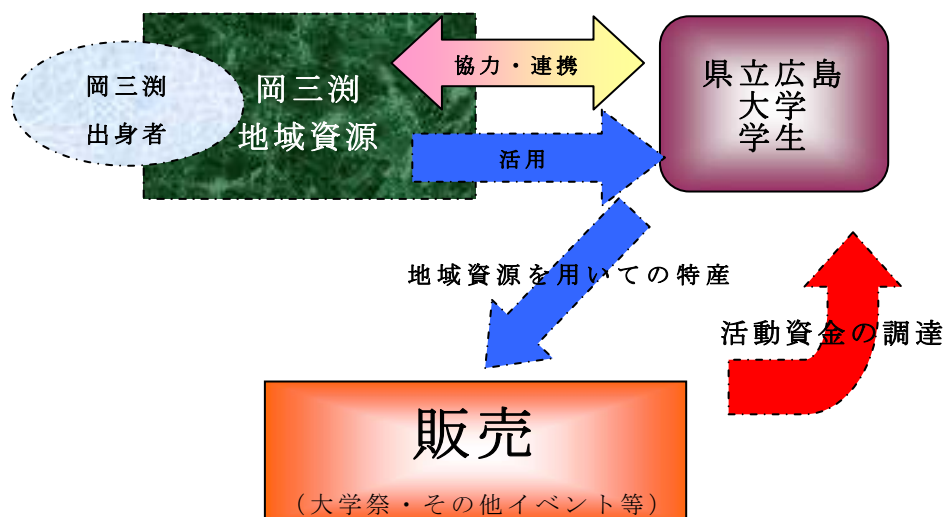 岡三渕
出身者
岡三渕
地域資源
協力・連携
活用
県立広島
大学
学生
地域資源を用いての特産
活動資金の調達
販売
（大学祭・その他イベント等）